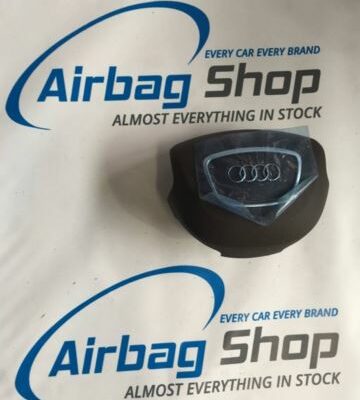 EVERY CAR EVERY BRAND
Airbag Shop
ALMOST EVERYTHING IN STOCK
EVERY CAR EVERY BRAND
Airbag Shop
ALMOST EVERYTHING IN STOCK